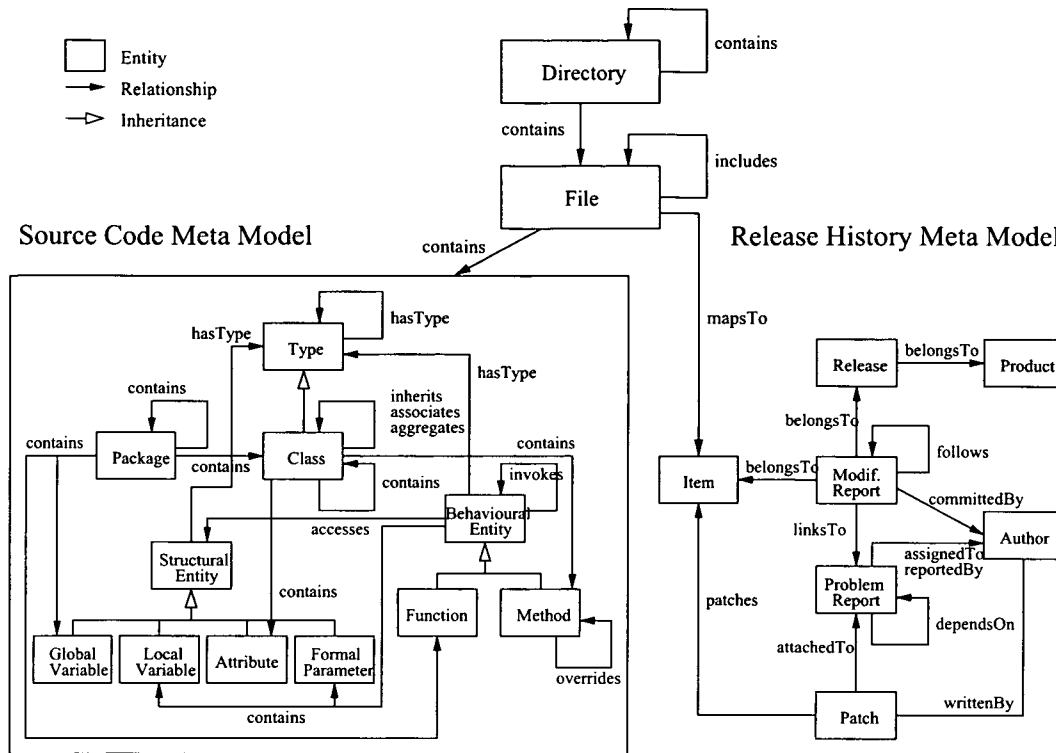 Entity
Relationship
Inheritance
contains
Directory
contains
includes
File
Source Code Meta Model
contains
Release History Meta Model
mapsTo
hasType
hasType
Type
hasType
contains
inherits
associates
aggregates
contains
Package
contains
Class
contains
contains
invokes
Behavioural
Entity
accesses
Structural
Entity
contains
Function
Method
Global
Variable
Local
Variable
Attribute
Formal
Parameter
overrides
contains
Release
belongsTo
Product
belongsTo
follows
Item
belongsTo
Modif.
Report
committedBy
linksTo
Author
assignedTo
reportedBy
Problem
Report
patches
dependsOn
attachedTo
Patch
writtenBy